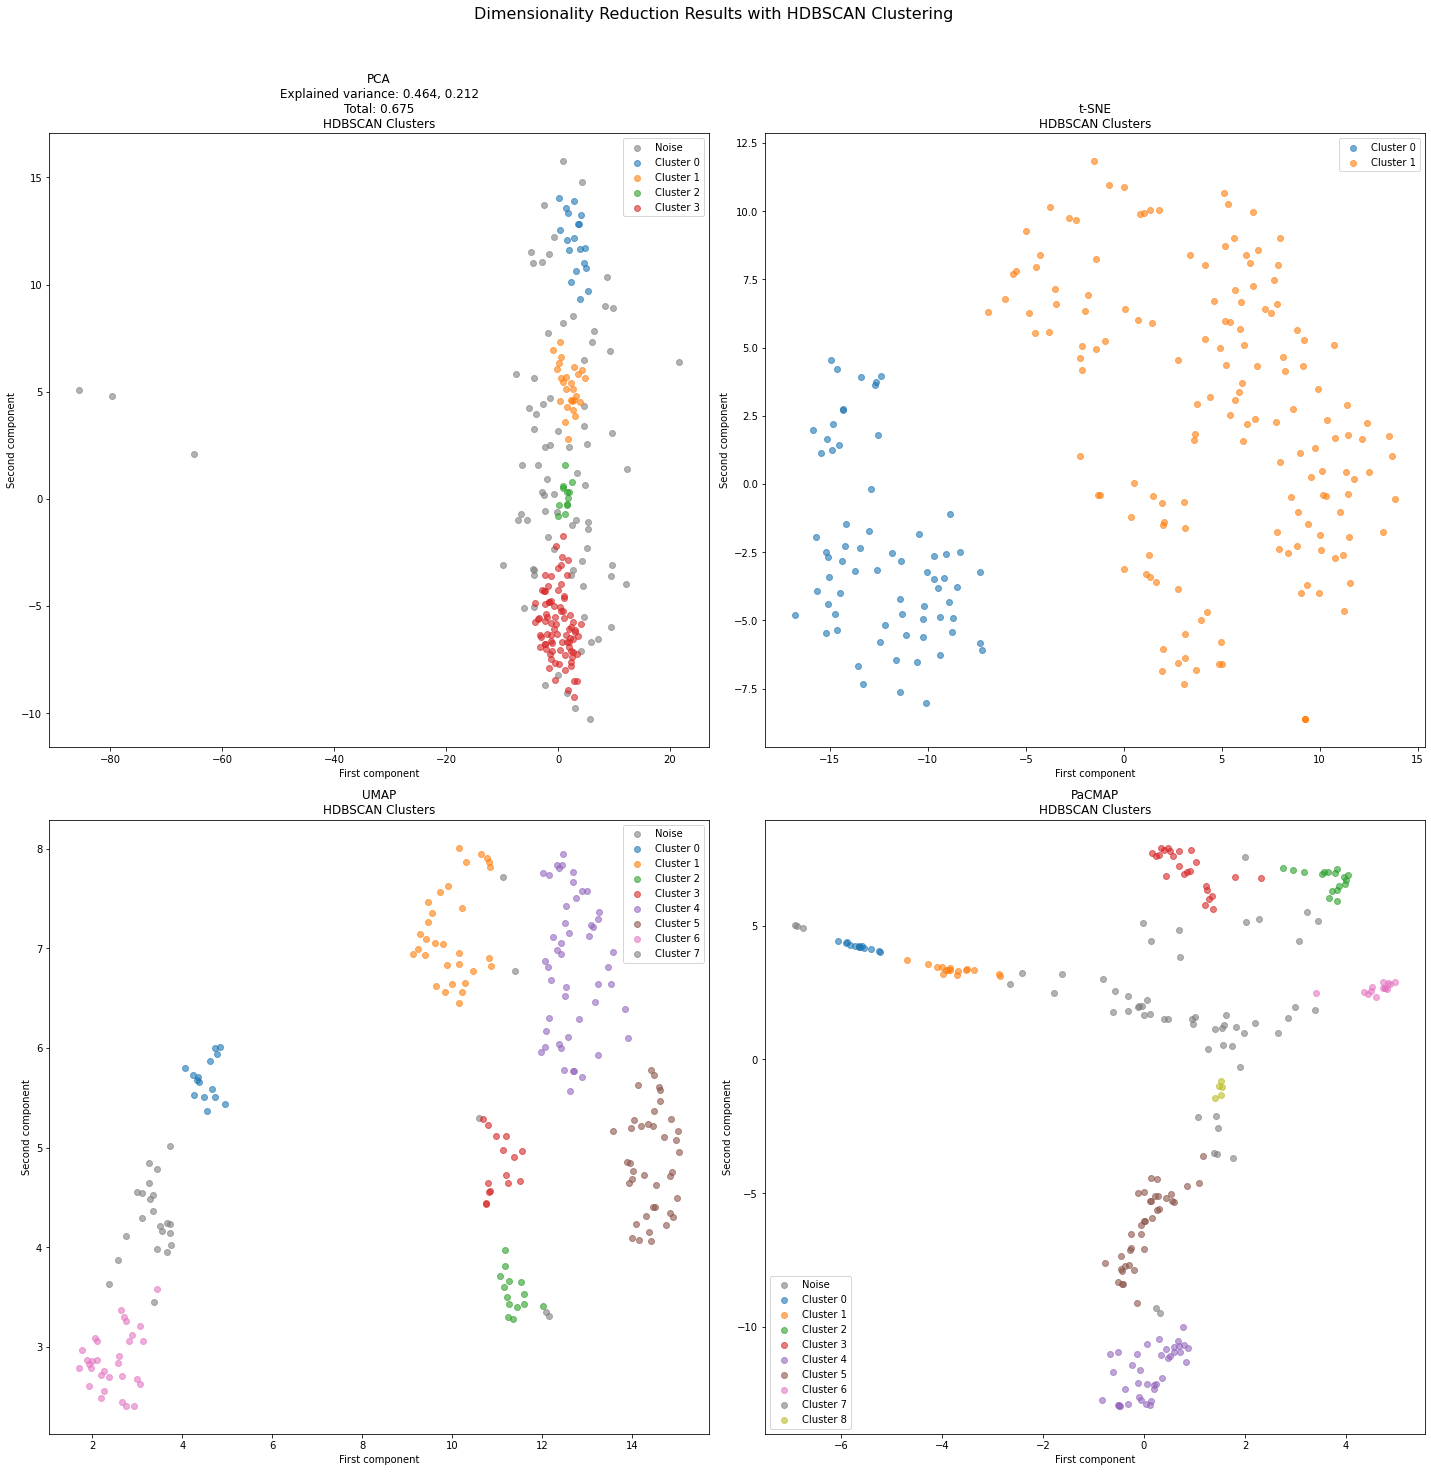 Dimensionality Reduction Results with HDBSCAN Clustering
PCA
Explained variance: 0.464, 0.212
Total: 0.675
HDBSCAN Clusters
Noise
Cluster 0
Cluster 1
Cluster 2
Cluster 3
15
10
5
0
−5
−10
Second component
−80
−60
−40
−20
0
20
First component
t-SNE
HDBSCAN Clusters
Cluster 0
Cluster 1
12.5
10.0
7.5
5.0
2.5
0.0
−2.5
−5.0
−7.5
Second component
−15
−10
−5
0
5
10
15
First component
UMAP
HDBSCAN Clusters
Noise
Cluster 0
Cluster 1
Cluster 2
Cluster 3
Cluster 4
Cluster 5
Cluster 6
Cluster 7
8
7
6
5
4
3
Second component
2
4
6
8
10
12
14
First component
PaCMAP
HDBSCAN Clusters
5
0
−5
−10
Second component
Noise
Cluster 0
Cluster 1
Cluster 2
Cluster 3
Cluster 4
Cluster 5
Cluster 6
Cluster 7
Cluster 8
−6
−4
−2
0
2
4
First component